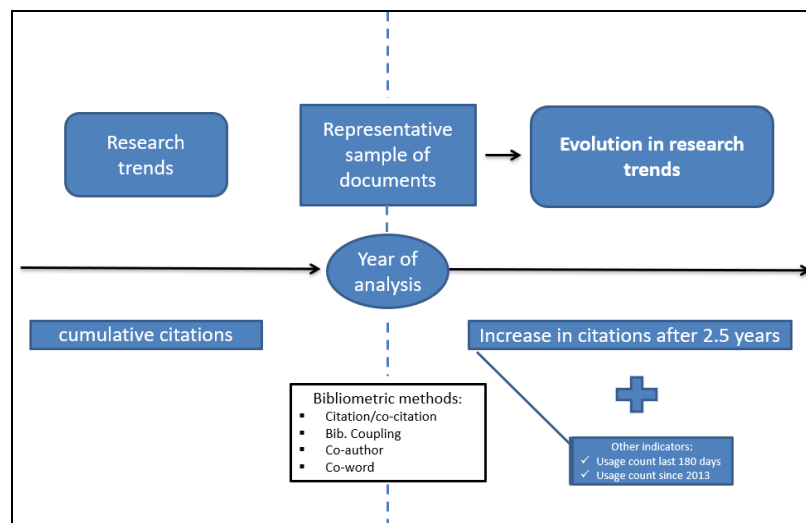 Research
trends
Representative
sample of
documents
Evolution in research
trends
Year of
analysis
cumulative citations
Increase in citations after 2.5 years
Bibliometric methods:
▪ Citation/co-citation
▪ Bib. Coupling
▪ Co-author
▪ Co-word
Other indicators:
✓ Usage count last 180 days
✓ Usage count since 2013